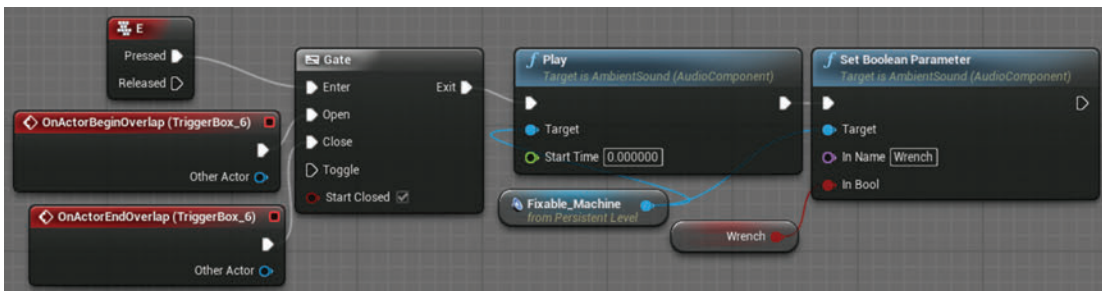 E
Pressed
Released
OnActorBeginOverlap (TriggerBox_6)
Other Actor
OnActorEndOverlap (TriggerBox_6)
Other Actor
Gate
Enter
Exit
Open
Close
Toggle
Start Closed
f Play
Target is AmbientSound (AudioComponent)
Target
Start Time 0.000000
Fixable_Machine
from Persistent Level
Wrench
f Set Boolean Parameter
Target is AmbientSound (AudioComponent)
Target
In Name Wrench
In Bool